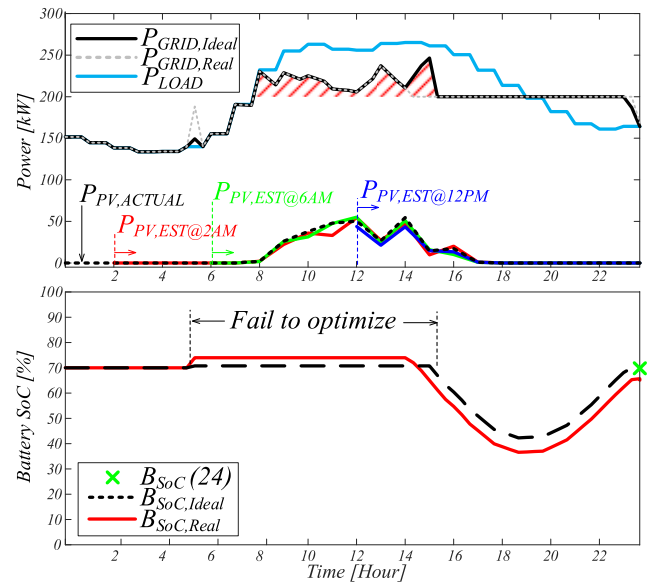 300
250
200
150
100
50
0
Power [kW]
P_GRID,Ideal
P_GRID,Real
P_LOAD
P_PV,ACTUAL
P_PV,EST@2AM
P_PV,EST@6AM
P_PV,EST@12PM
2 4 6 8 10 12 14 16 18 20 22
100
90
80
70
60
50
40
30
20
10
0
Battery SoC [%]
Fail to optimize
B_SoC (24)
B_SoC,Ideal
B_SoC,Real
2 4 6 8 10 12 14 16 18 20 22
Time [Hour]